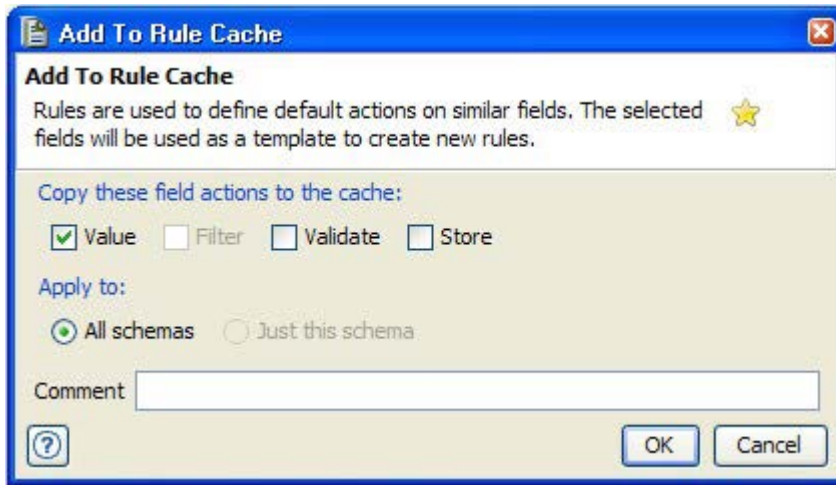 Add To Rule Cache
Add To Rule Cache
Rules are used to define default actions on similar fields. The selected
fields will be used as a template to create new rules.
Copy these field actions to the cache:
Value Filter Validate Store
Apply to:
All schemas Just this schema
Comment
? OK Cancel